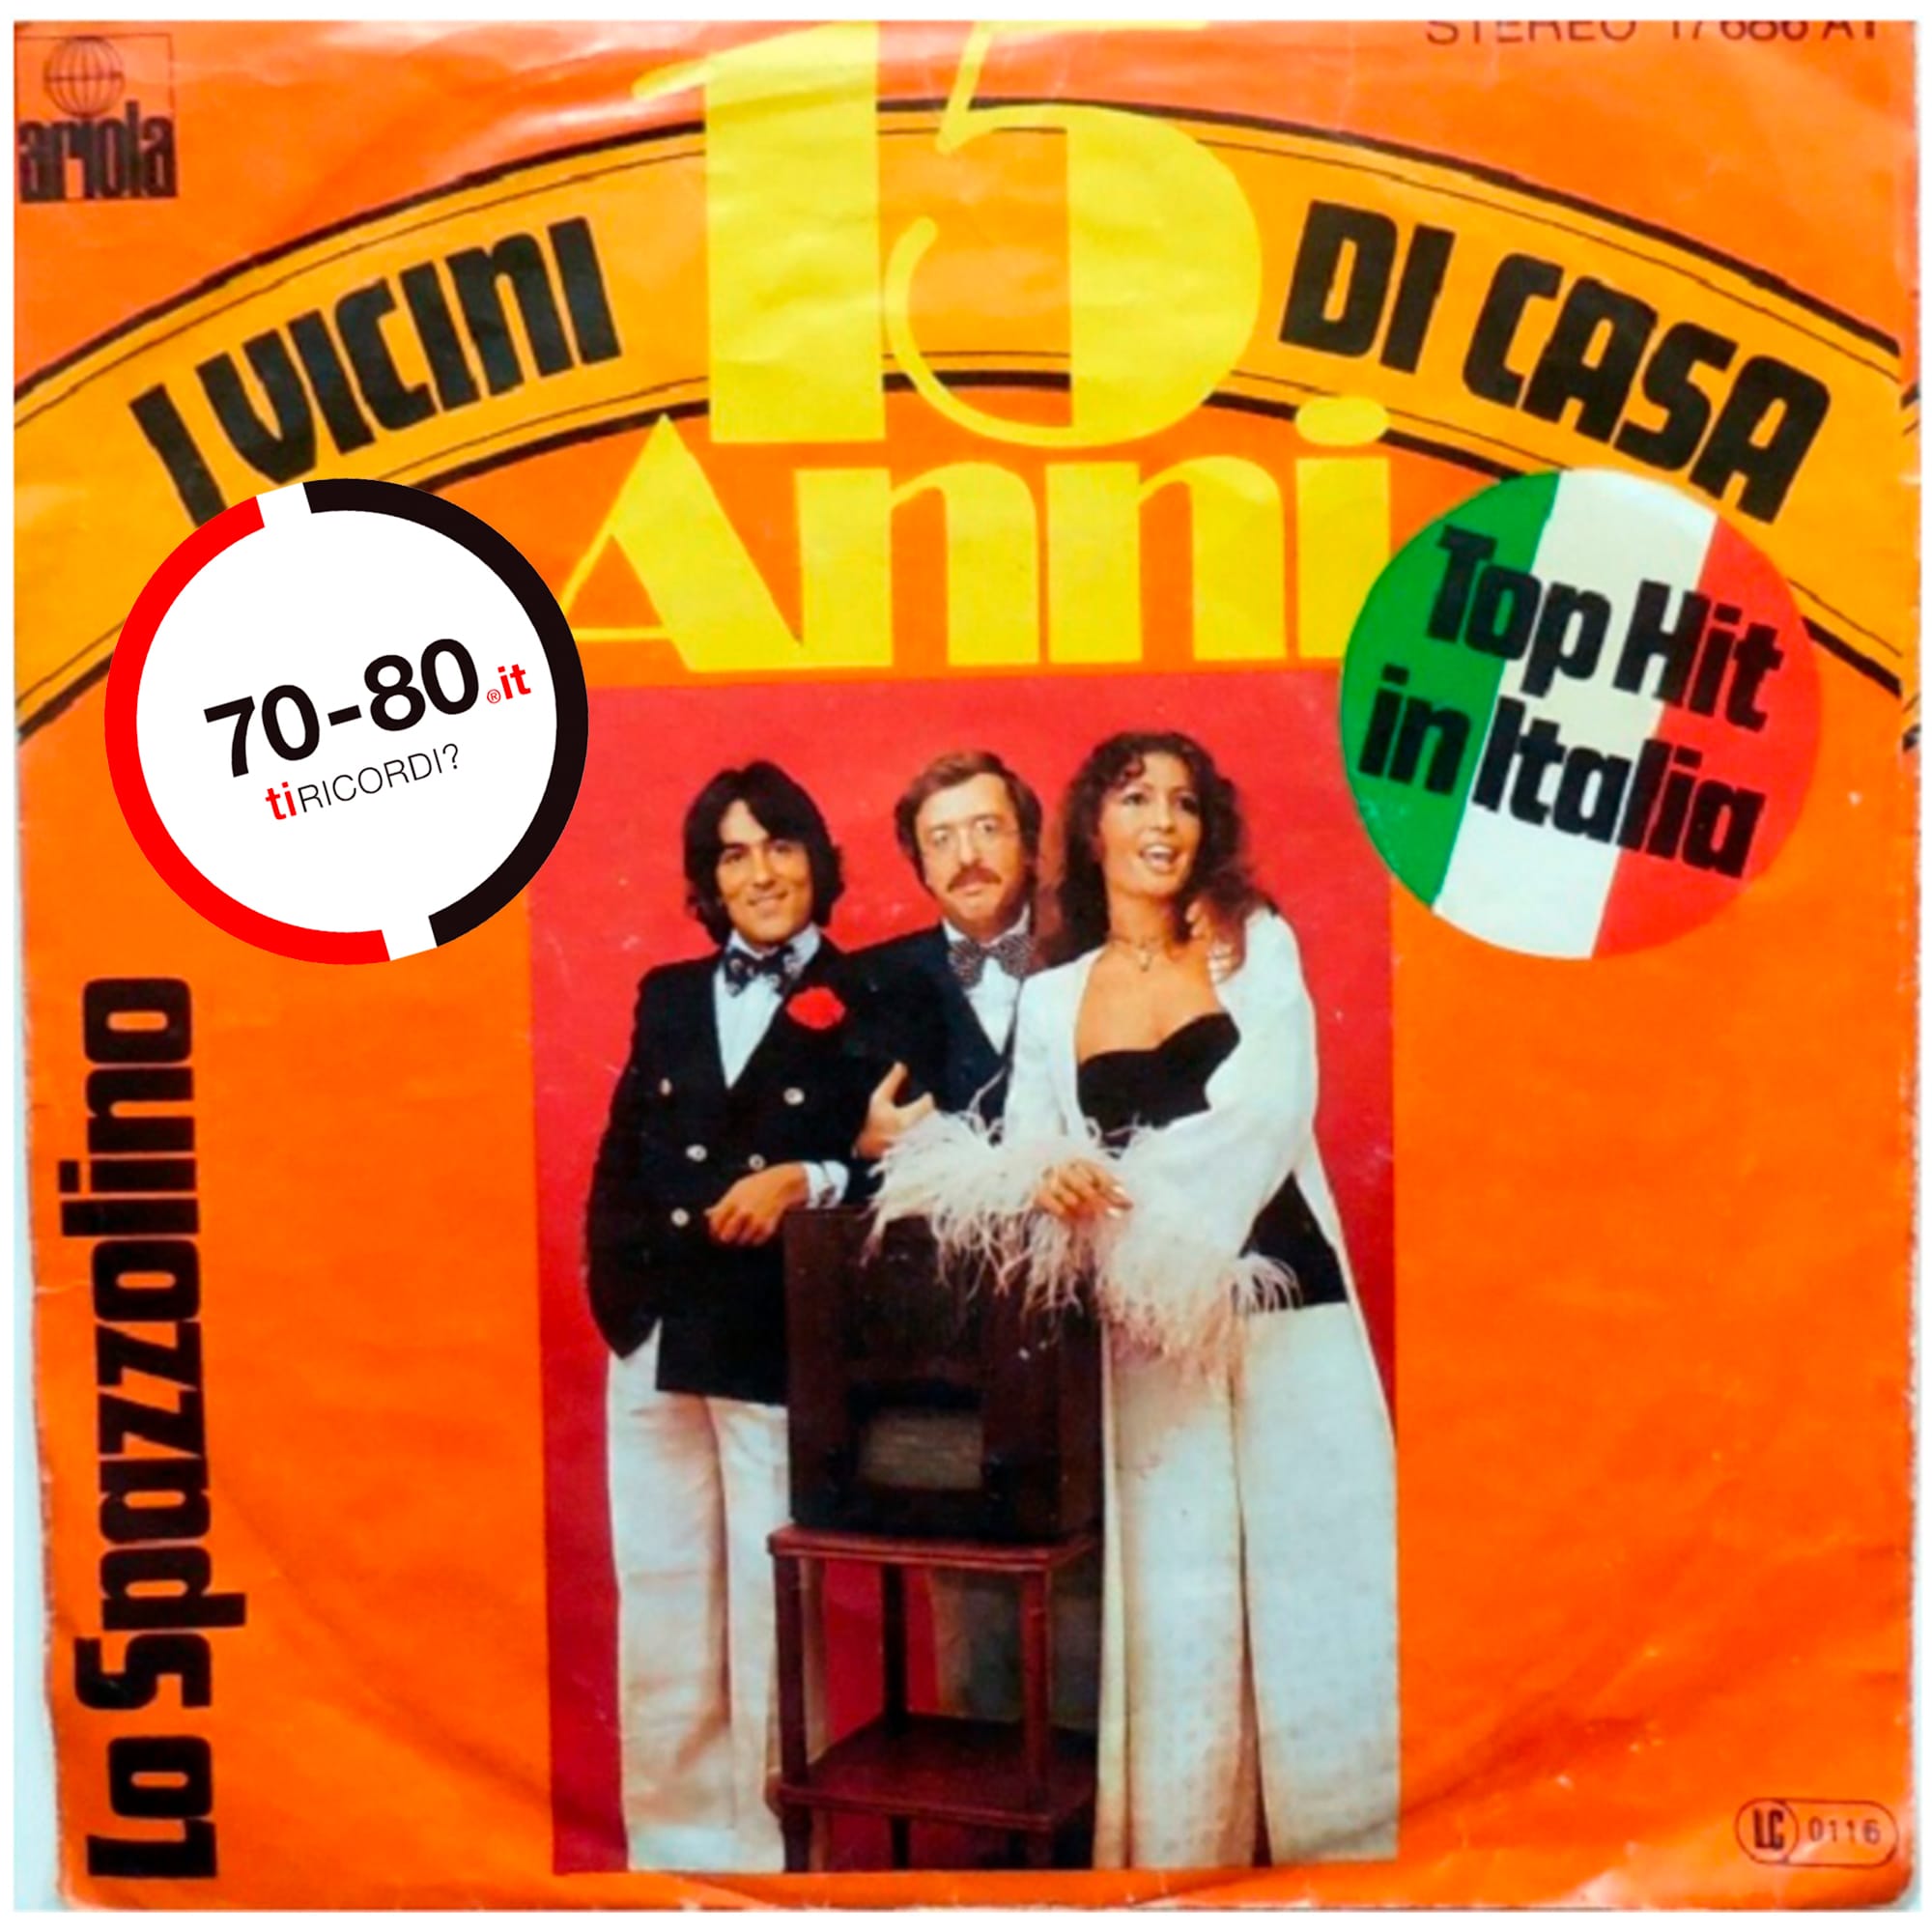 STEREO 17 686 AT
ariola
I VICINI DI CASA
15
Anni
Top Hit
in Italia
70-80®.it
tiRICORDI?
Lo Spazzolino
LC 0116